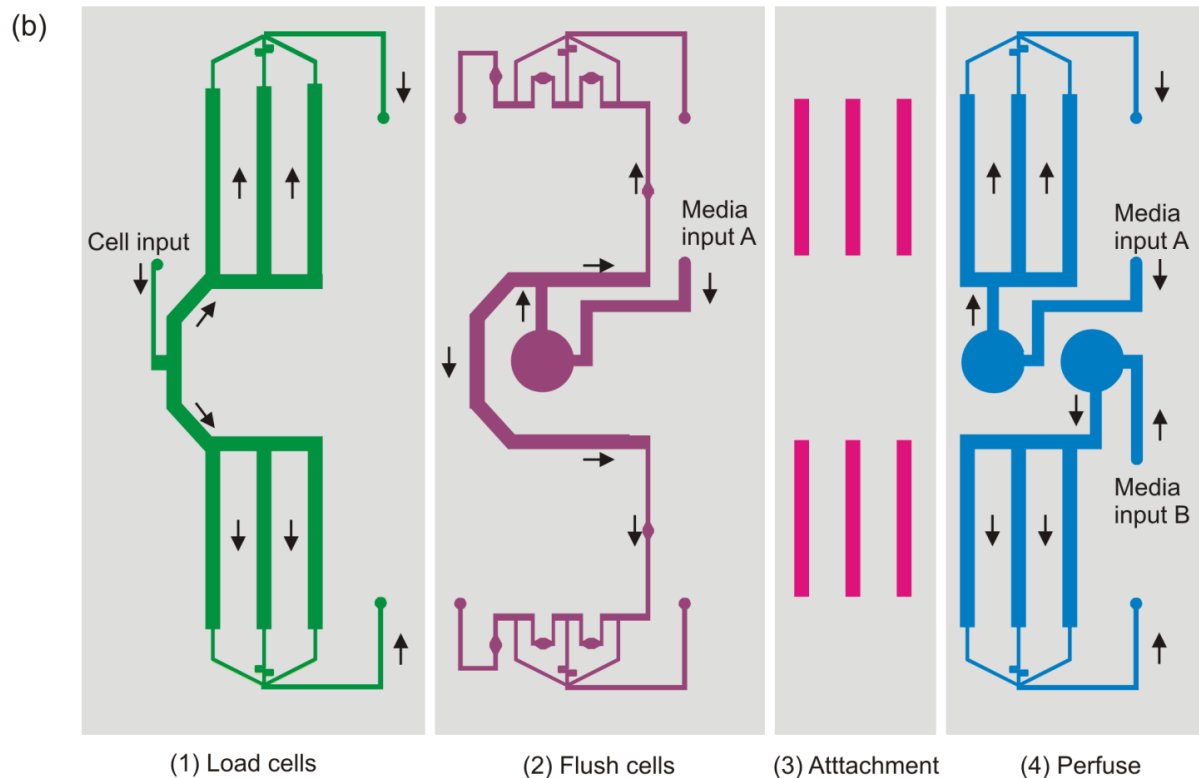 (b)
Cell input
Media
input A
Media
input A
Media
input B
(1) Load cells
(2) Flush cells
(3) Atttachment
(4) Perfuse